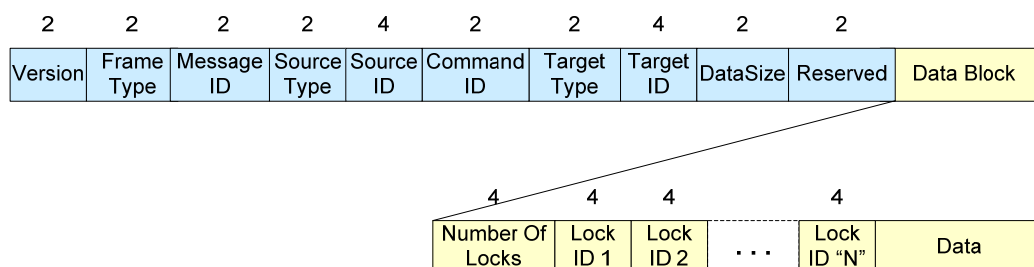 2 2 2 2 4 2 2 4 2 2
Version Frame Type Message ID Source Type Source ID Command ID Target Type Target ID DataSize Reserved Data Block
4 4 4 4
Number Of Locks Lock ID 1 Lock ID 2 . . . Lock ID “N” Data